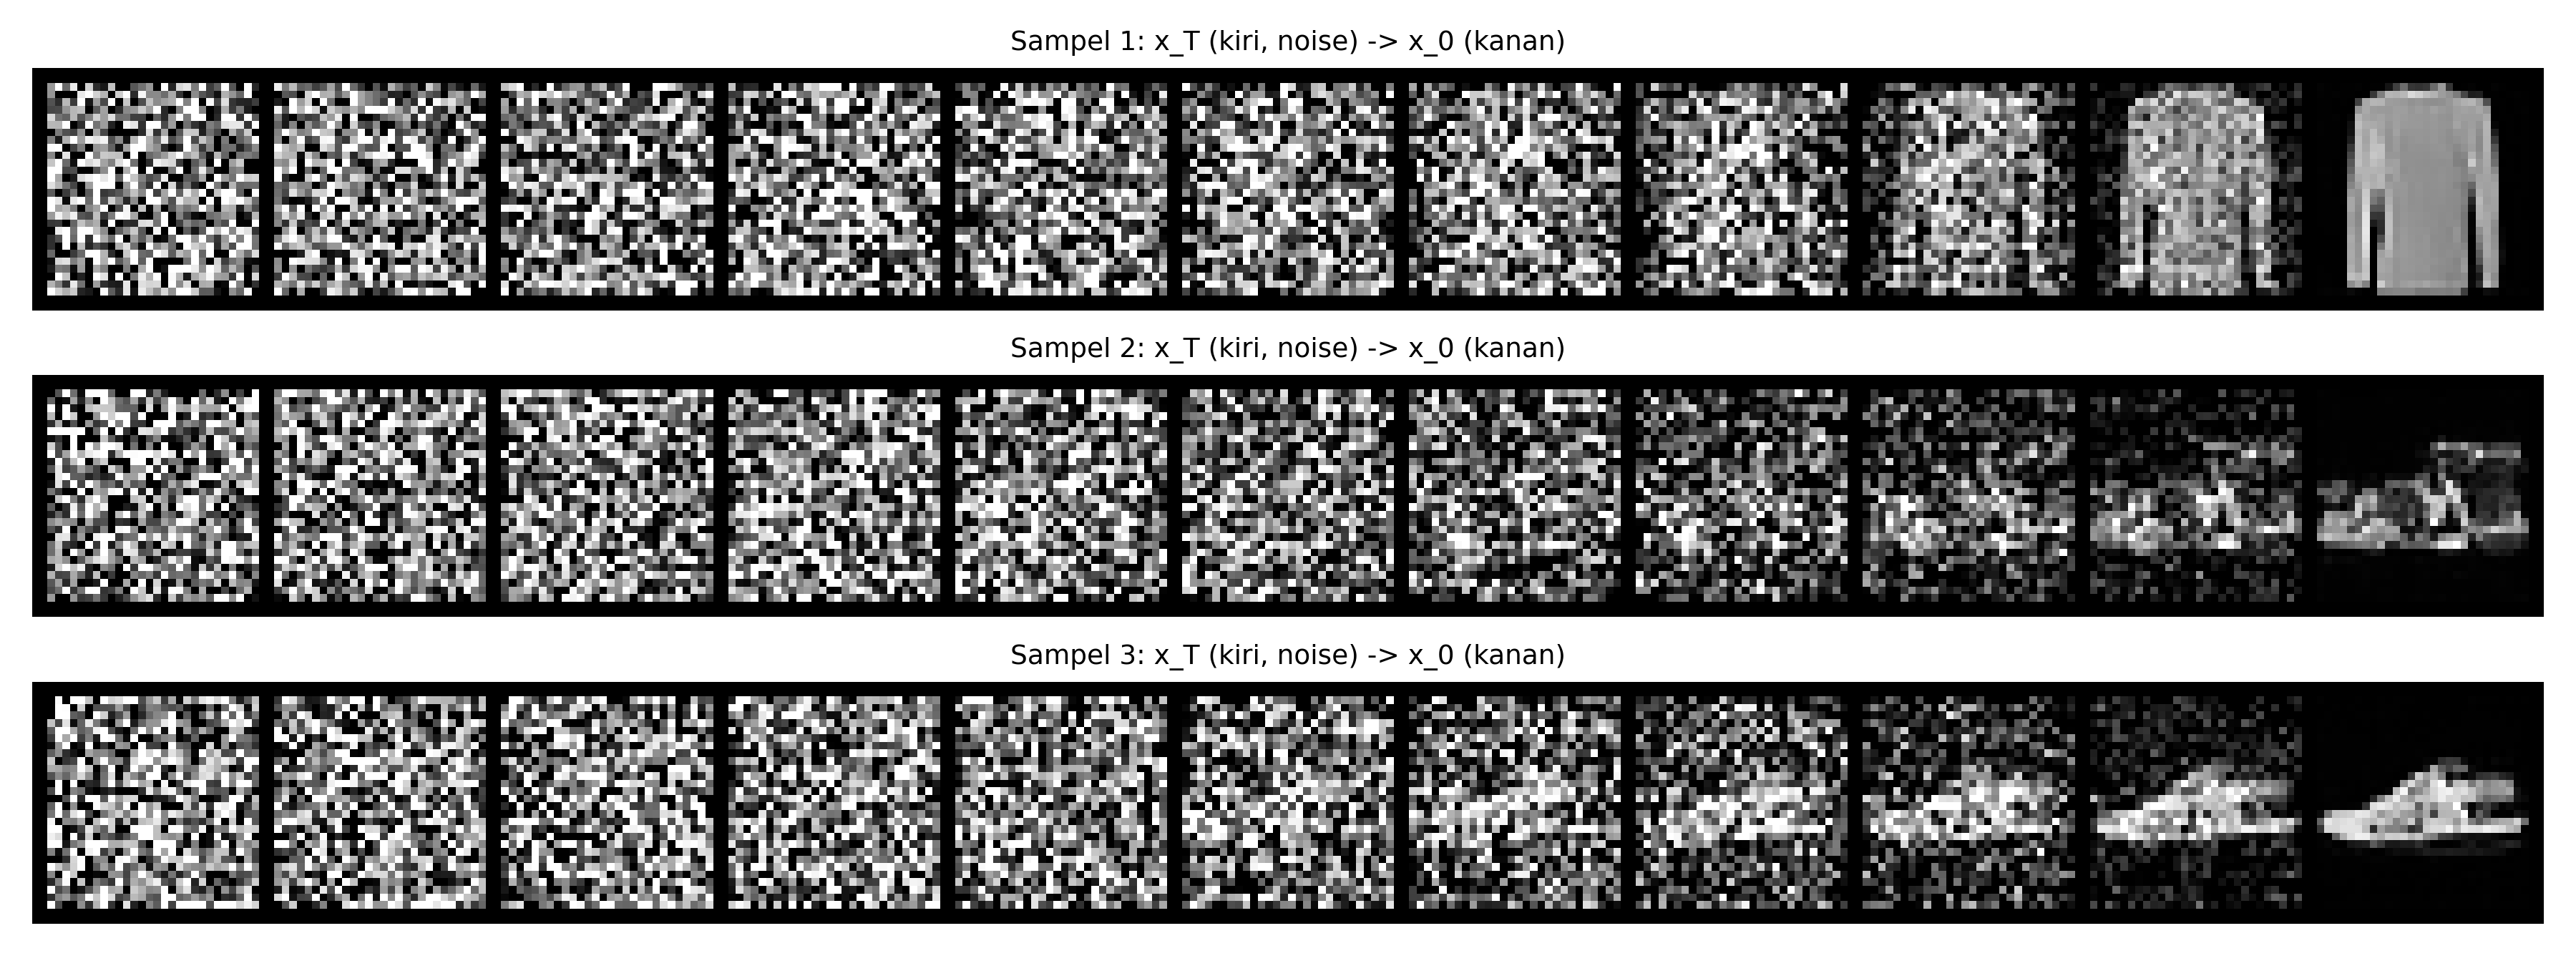 Sampel 1: x_T (kiri, noise) -> x_0 (kanan)
Sampel 2: x_T (kiri, noise) -> x_0 (kanan)
Sampel 3: x_T (kiri, noise) -> x_0 (kanan)